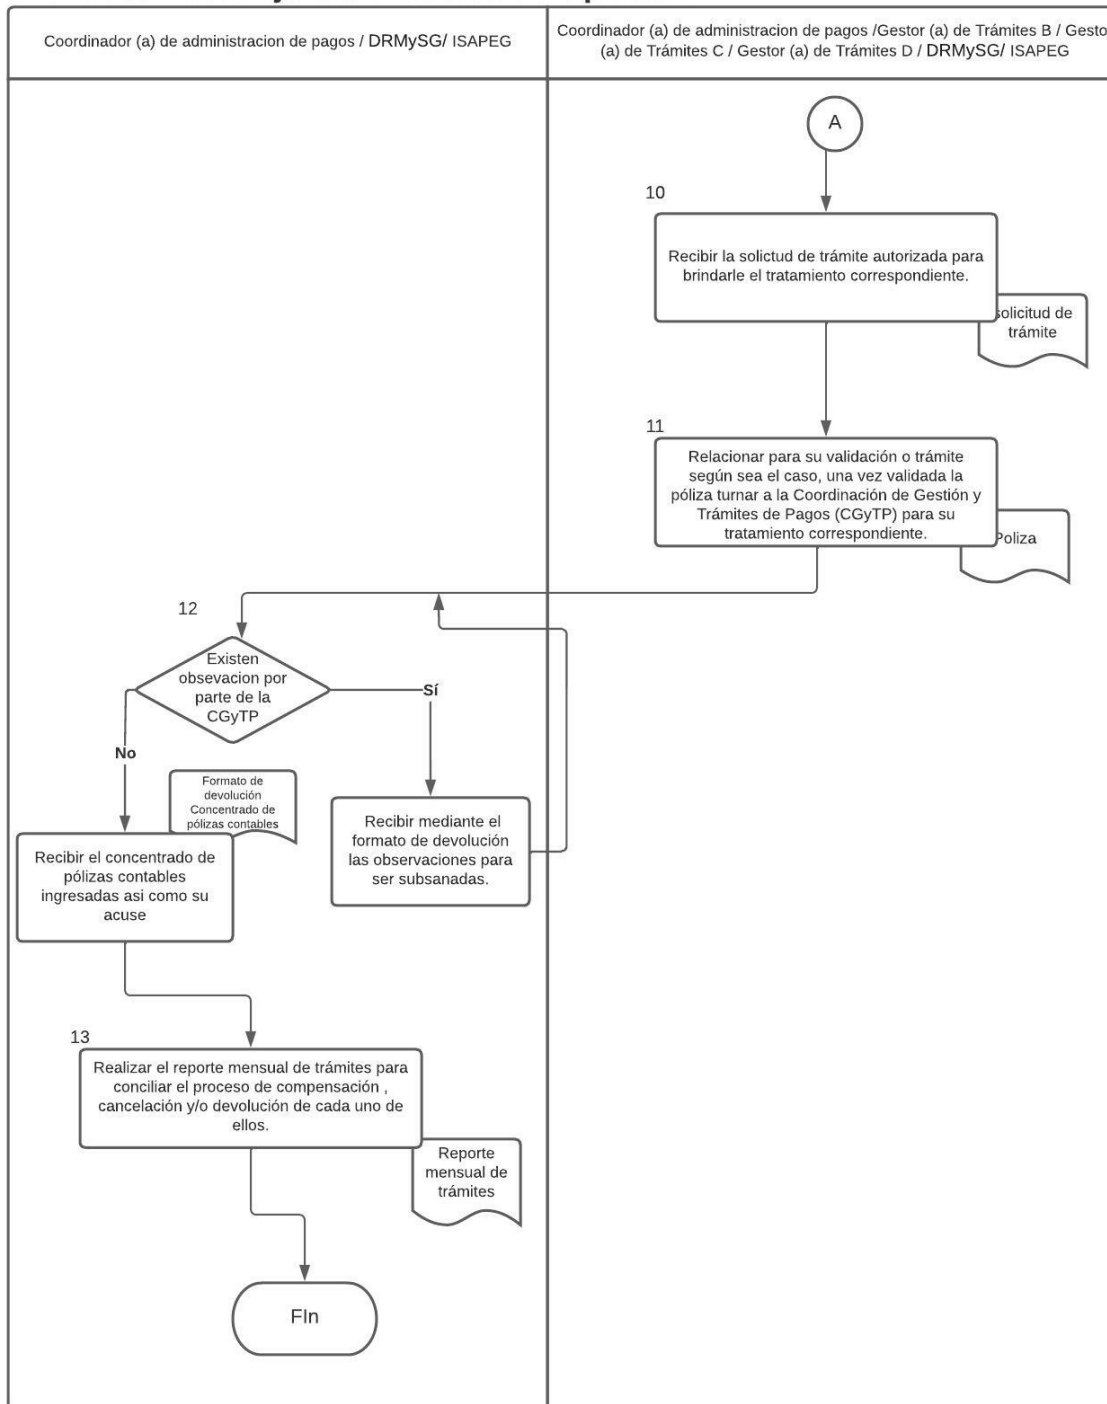 Coordinador (a) de administracion de pagos / DRMySG/ ISAPEG
Coordinador (a) de administracion de pagos /Gestor (a) de Trámites B / Gesto
(a) de Trámites C / Gestor (a) de Trámites D / DRMySG/ ISAPEG
A
10
Recibir la solictud de trámite autorizada para
brindarle el tratamiento correspondiente.
solicitud de
trámite
11
Relacionar para su validación o trámite
según sea el caso, una vez validada la
póliza turnar a la Coordinación de Gestión y
Trámites de Pagos (CGyTP) para su
tratamiento correspondiente.
Poliza
12
Existen
obsevacion por
parte de la
CGyTP
Sí
No
Formato de
devolución
Concentrado de
pólizas contables
Recibir mediante el
formato de devolución
las observaciones para
ser subsanadas.
Recibir el concentrado de
pólizas contables
ingresadas asi como su
acuse
13
Realizar el reporte mensual de trámites para
conciliar el proceso de compensación ,
cancelación y/o devolución de cada uno de
ellos.
Reporte
mensual de
trámites
FIn